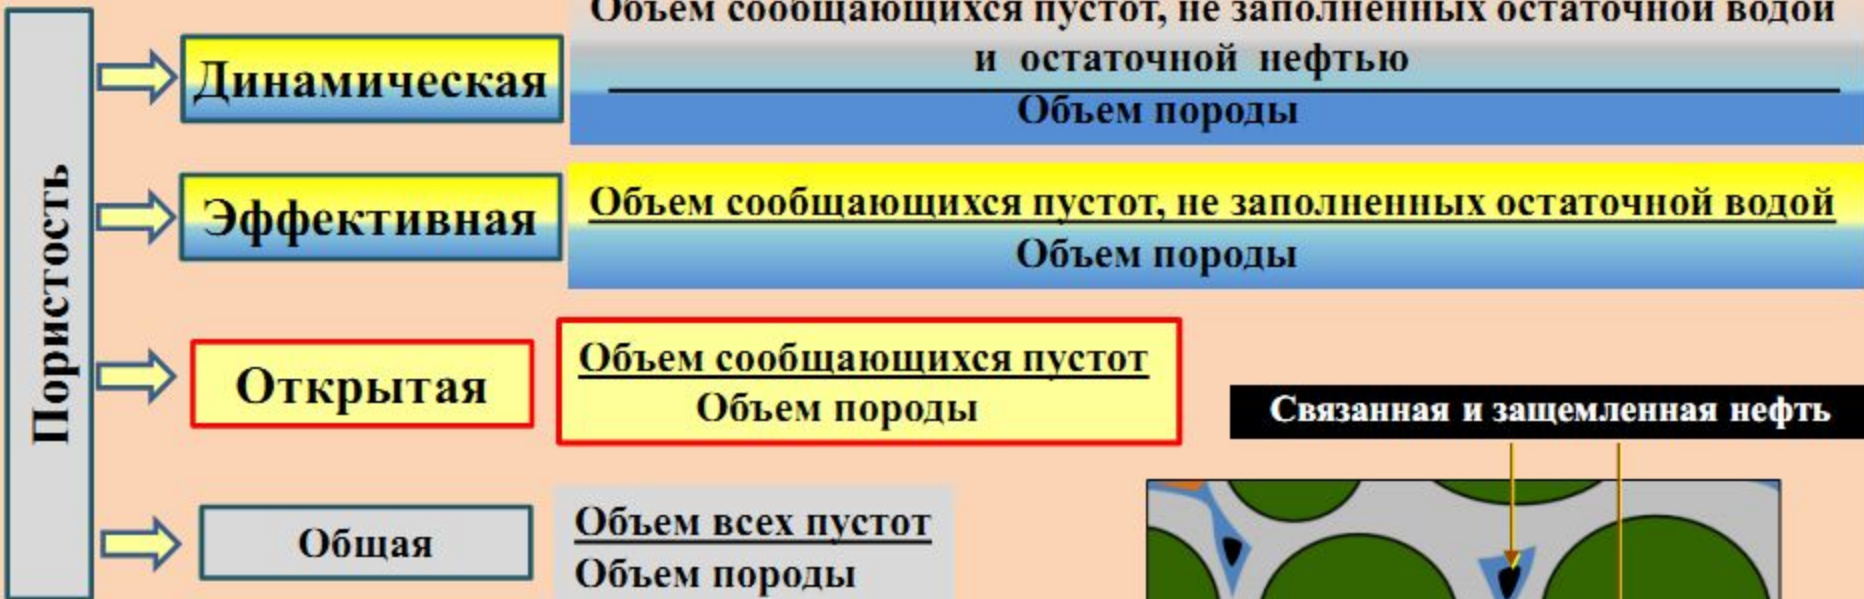 Пористость
Динамическая
Объем сообщающихся пустот, не заполненных остаточной водой
и остаточной нефтью
Объем породы
Эффективная
Объем сообщающихся пустот, не заполненных остаточной водой
Объем породы
Открытая
Объем сообщающихся пустот
Объем породы
Связанная и защемленная нефть
Общая
Объем всех пустот
Объем породы